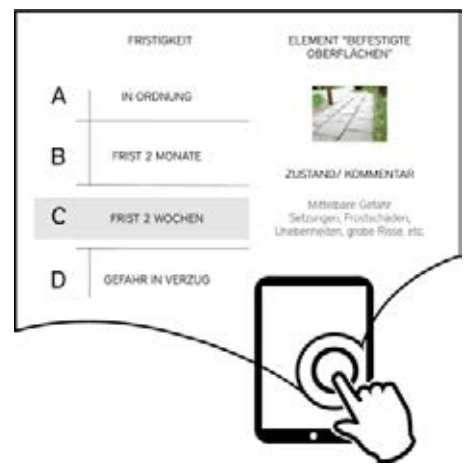 FRISTIGKEIT
A IN ORDNUNG
B FRIST 2 MONATE
C FRIST 2 WOCHEN
D GEFAHR IN VERZUG
ELEMENT "BEFESTIGTE
OBERFLÄCHEN"
ZUSTAND/ KOMMENTAR
Mittelbare Gefahr
Setzungen, Frostschäden,
Unebenheiten, grobe Risse, etc.